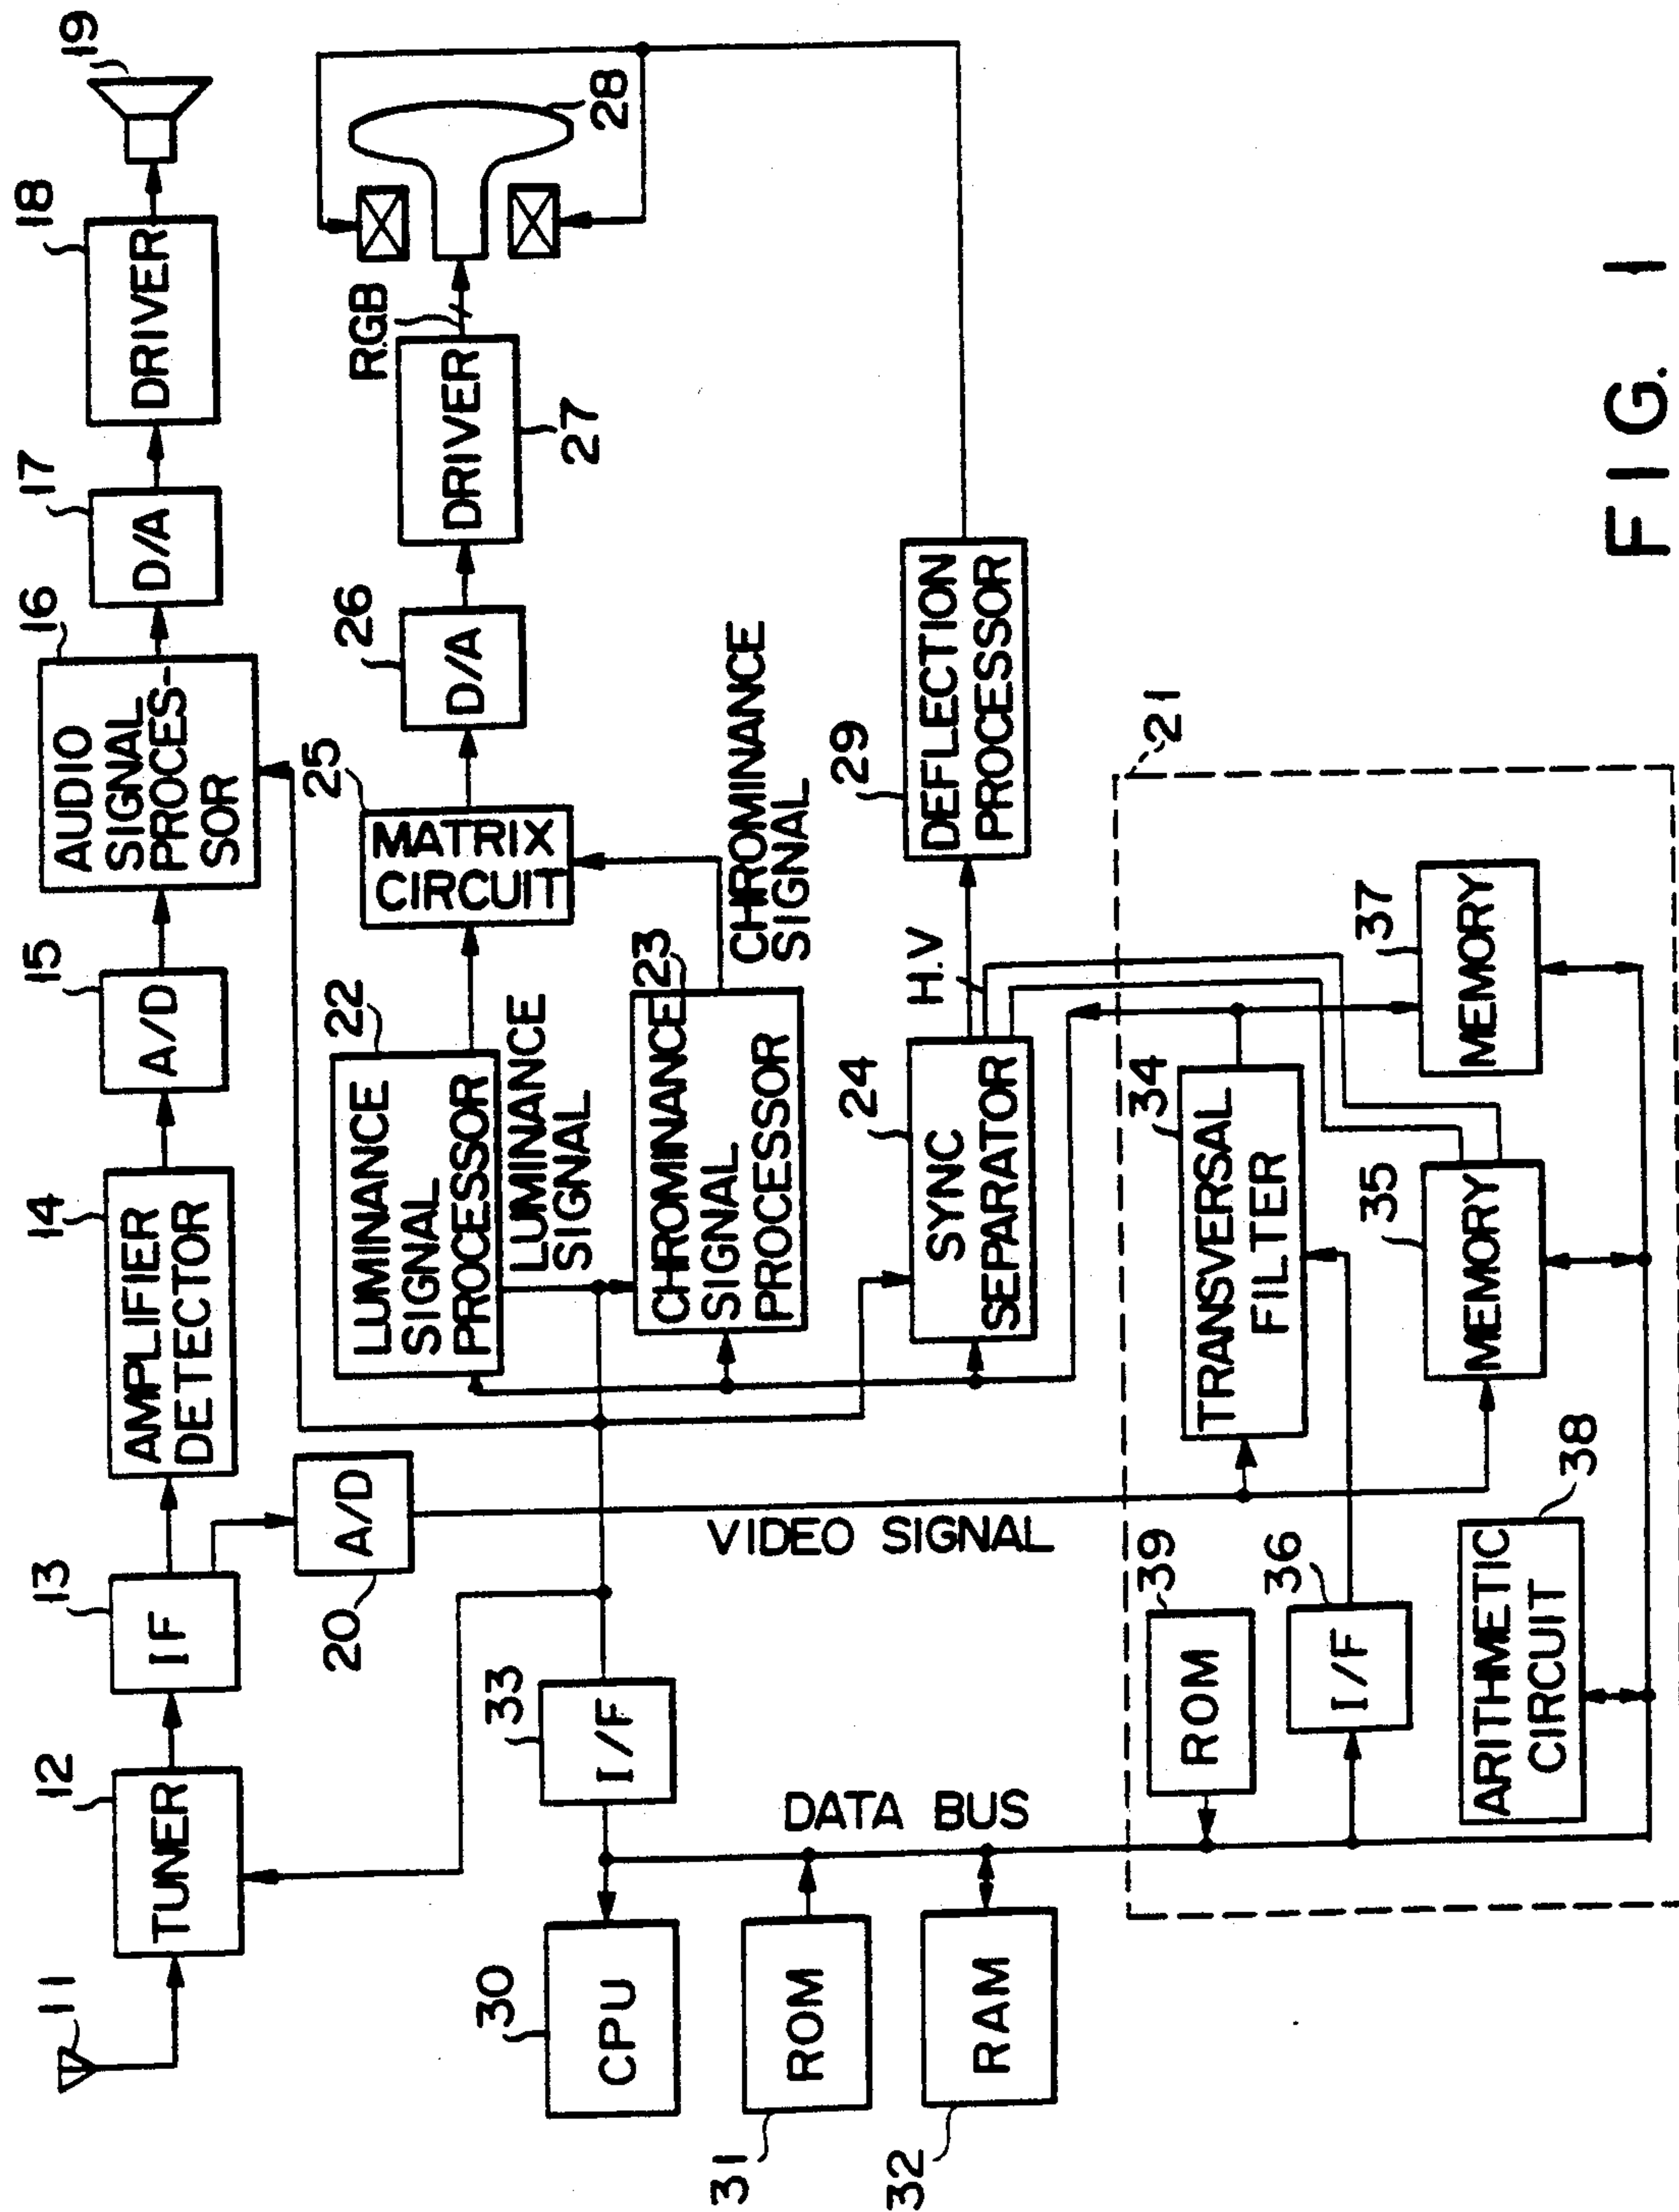 11
12
TUNER
13
IF
14
AMPLIFIER
DETECTOR
15
A/D
16
AUDIO
SIGNAL
PROCES-
SOR
17
D/A
18
DRIVER
19
20
A/D
22
LUMINANCE
SIGNAL
PROCESSOR
25
MATRIX
CIRCUIT
26
D/A
27
DRIVER
R.G.B
28
LUMINANCE
SIGNAL
CHROMINANCE
SIGNAL
PROCESSOR
23
CHROMINANCE
SIGNAL
30
CPU
33
I/F
VIDEO SIGNAL
31
ROM
32
RAM
DATA BUS
24
SYNC
SEPARATOR
H.V
29
DEFLECTION
PROCESSOR
21
39
ROM
36
I/F
34
TRANSVERSAL
FILTER
38
ARITHMETIC
CIRCUIT
35
MEMORY
37
MEMORY
FIG. 1